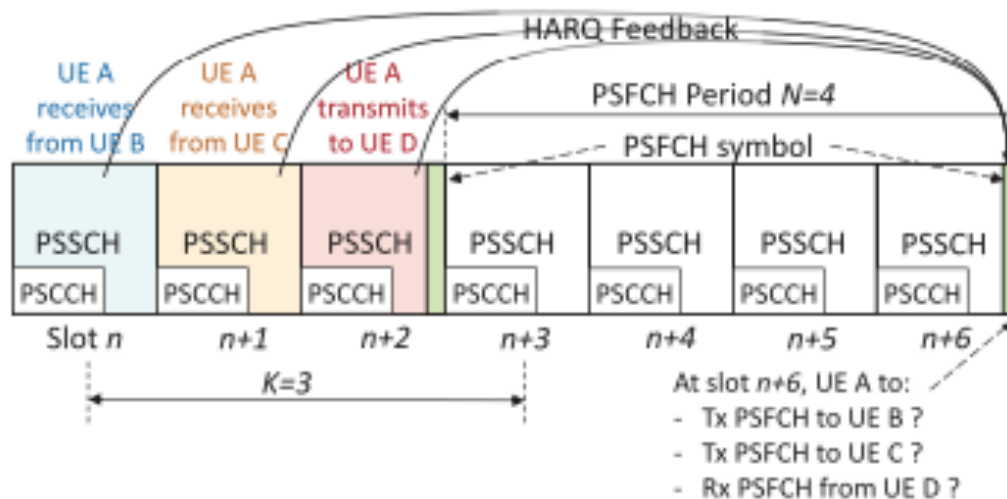 HARQ Feedback
UE A
receives
from UE B
UE A
receives
from UE C
UE A
transmits
to UE D
PSFCH Period N=4
PSFCH symbol
PSSCH
PSSCH
PSSCH
PSSCH
PSSCH
PSSCH
PSSCH
PSCCH
PSCCH
PSCCH
PSCCH
PSCCH
PSCCH
PSCCH
Slot n
n+1
n+2
n+3
n+4
n+5
n+6
K=3
At slot n+6, UE A to:
- Tx PSFCH to UE B ?
- Tx PSFCH to UE C ?
- Rx PSFCH from UE D ?